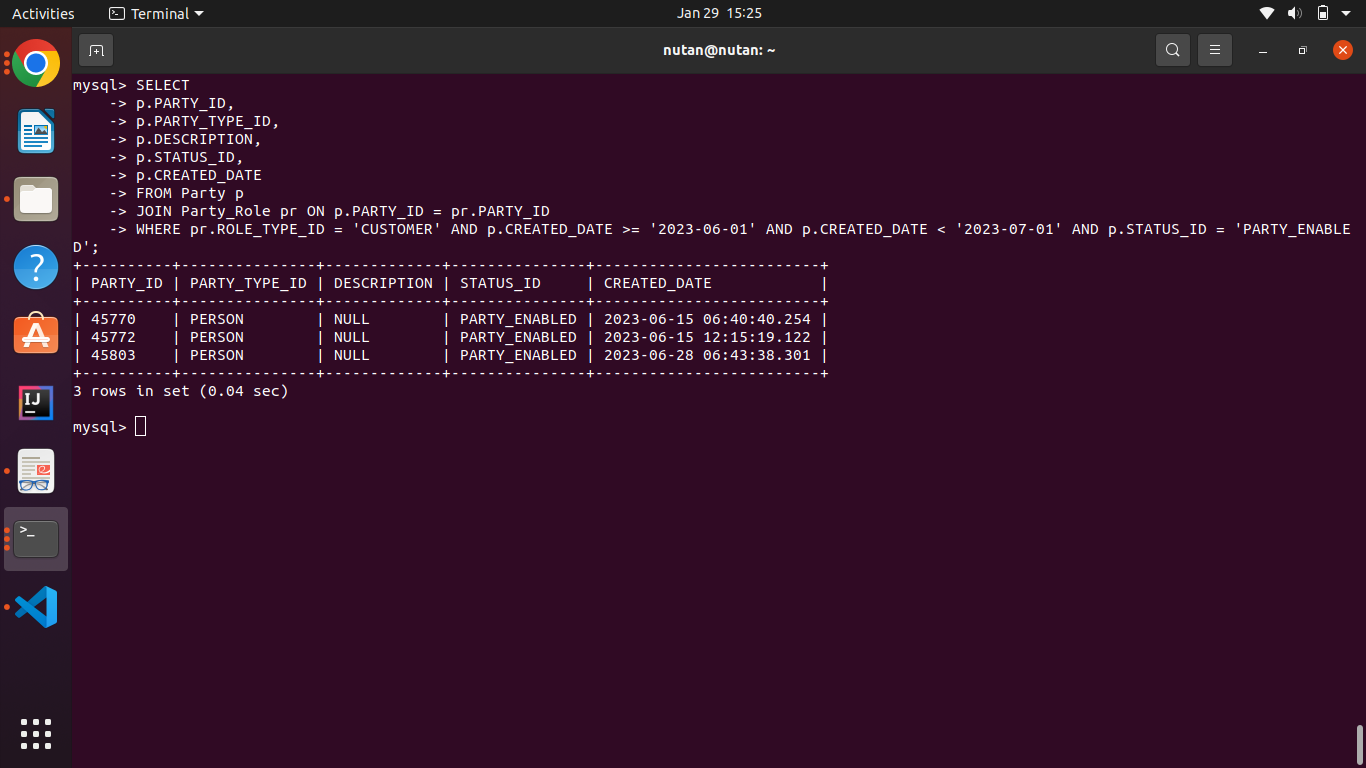 Activities Terminal Jan 29 15:25
nutan@nutan: ~
mysql> SELECT
    -> p.PARTY_ID,
    -> p.PARTY_TYPE_ID,
    -> p.DESCRIPTION,
    -> p.STATUS_ID,
    -> p.CREATED_DATE
    -> FROM Party p
    -> JOIN Party_Role pr ON p.PARTY_ID = pr.PARTY_ID
    -> WHERE pr.ROLE_TYPE_ID = 'CUSTOMER' AND p.CREATED_DATE >= '2023-06-01' AND p.CREATED_DATE < '2023-07-01' AND p.STATUS_ID = 'PARTY_ENABLE
D';
+----------+---------------+-------------+---------------+-------------------------+
| PARTY_ID | PARTY_TYPE_ID | DESCRIPTION | STATUS_ID     | CREATED_DATE            |
+----------+---------------+-------------+---------------+-------------------------+
| 45770    | PERSON        | NULL        | PARTY_ENABLED | 2023-06-15 06:40:40.254 |
| 45772    | PERSON        | NULL        | PARTY_ENABLED | 2023-06-15 12:15:19.122 |
| 45803    | PERSON        | NULL        | PARTY_ENABLED | 2023-06-28 06:43:38.301 |
+----------+---------------+-------------+---------------+-------------------------+
3 rows in set (0.04 sec)
mysql>
?
IJ
>_